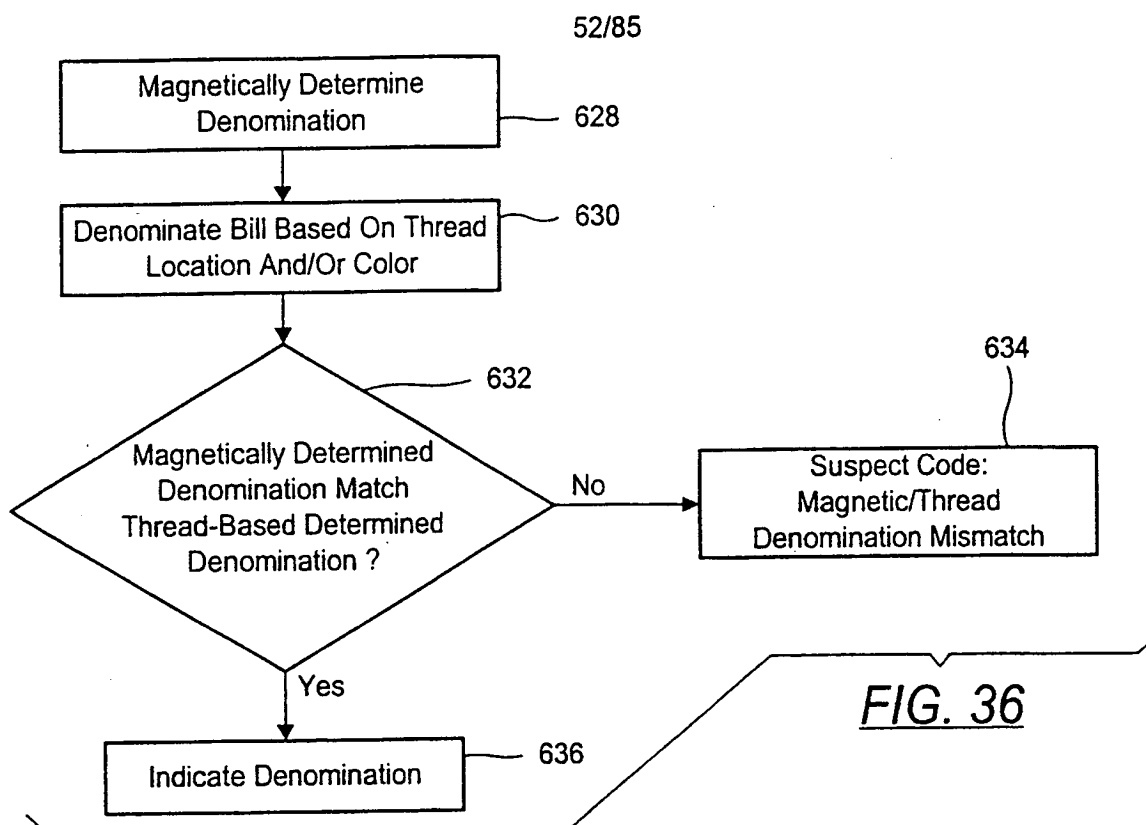 52/85
Magnetically Determine
Denomination
628
Denominate Bill Based On Thread
Location And/Or Color
630
632
Magnetically Determined
Denomination Match
Thread-Based Determined
Denomination ?
No
634
Suspect Code:
Magnetic/Thread
Denomination Mismatch
Yes
FIG. 36
Indicate Denomination
636